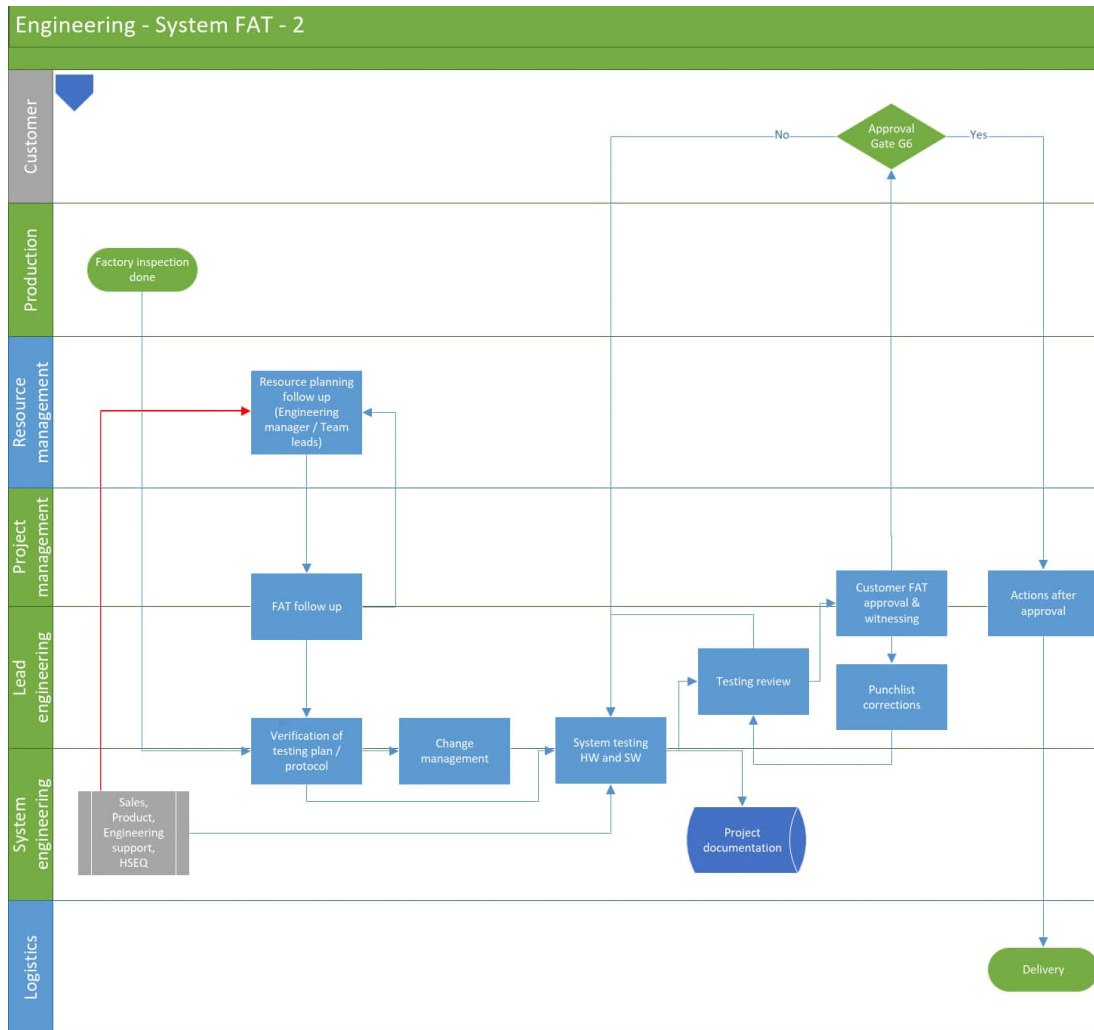 Engineering - System FAT - 2
Customer
No
Approval
Gate G6
Yes
Production
Factory inspection
done
Resource
management
Resource planning
follow up
(Engineering
manager / Team
leads)
Project
management
FAT follow up
Customer FAT
approval &
witnessing
Actions after
approval
Lead
engineering
Testing review
Punchlist
corrections
Verification of
testing plan /
protocol
Change
management
System testing
HW and SW
System
engineering
Sales,
Product,
Engineering
support,
HSEQ
Project
documentation
Logistics
Delivery